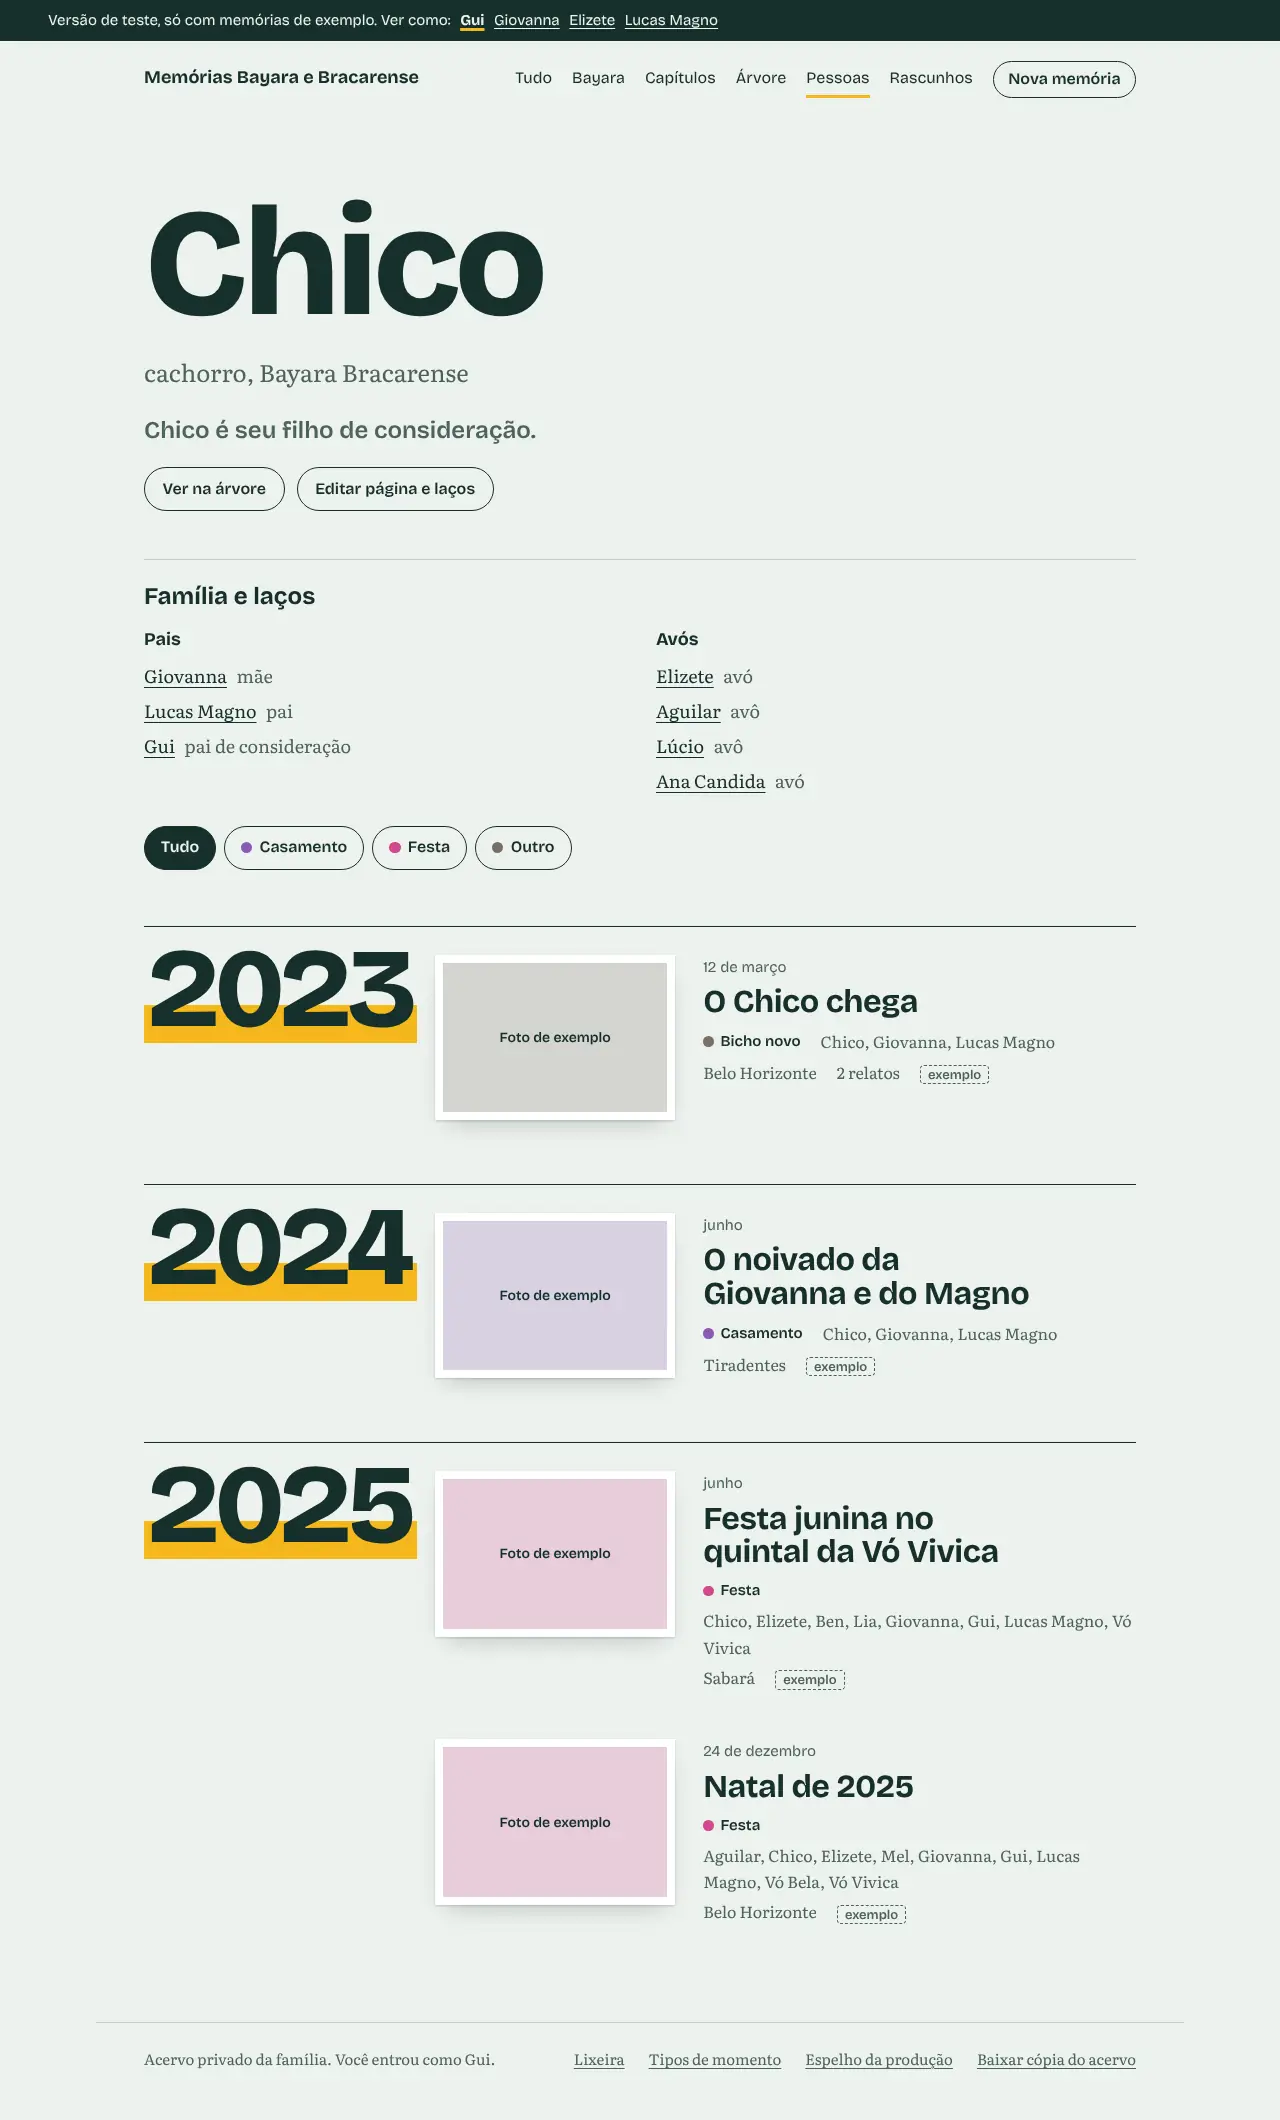 Versão de teste, só com memórias de exemplo. Ver como: Gui Giovanna Elizete Lucas Magno
Memórias Bayara e Bracarense
Tudo Bayara Capítulos Árvore Pessoas Rascunhos Nova memória
Chico
cachorro, Bayara Bracarense
Chico é seu filho de consideração.
Ver na árvore Editar página e laços
Família e laços
Pais
Giovanna mãe
Lucas Magno pai
Gui pai de consideração
Avós
Elizete avó
Aguilar avô
Lúcio avô
Ana Candida avó
Tudo Casamento Festa Outro
2023
Foto de exemplo
12 de março
O Chico chega
Bicho novo Chico, Giovanna, Lucas Magno
Belo Horizonte 2 relatos exemplo
2024
Foto de exemplo
junho
O noivado da
Giovanna e do Magno
Casamento Chico, Giovanna, Lucas Magno
Tiradentes exemplo
2025
Foto de exemplo
junho
Festa junina no
quintal da Vó Vivica
Festa
Chico, Elizete, Ben, Lia, Giovanna, Gui, Lucas Magno, Vó
Vivica
Sabará exemplo
Foto de exemplo
24 de dezembro
Natal de 2025
Festa
Aguilar, Chico, Elizete, Mel, Giovanna, Gui, Lucas
Magno, Vó Bela, Vó Vivica
Belo Horizonte exemplo
Acervo privado da família. Você entrou como Gui.
Lixeira Tipos de momento Espelho da produção Baixar cópia do acervo